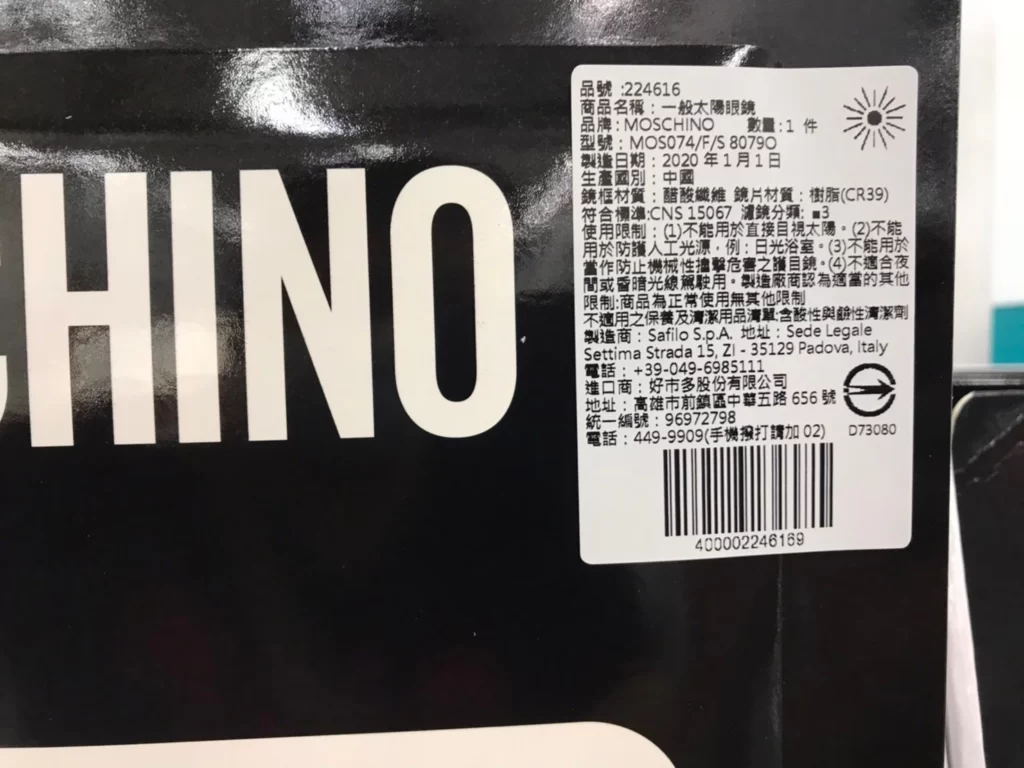 HINO
品號 :224616
商品名稱：一般太陽眼鏡
品牌：MOSCHINO 數量：1 件
型號：MOS074/F/S 8079O
製造日期：2020 年 1 月 1 日
生產國別：中國
鏡框材質：醋酸纖維 鏡片材質：樹脂(CR39)
符合標準:CNS 15067 濾鏡分類: ■3
使用限制：(1)不能用於直接目視太陽。(2)不能
用於防護人工光源，例：日光浴室。(3)不能用於
當作防止機械性撞擊危害之護目鏡。(4)不適合夜
間或昏暗光線駕駛用。製造廠商認為適當的其他
限制:商品為正常使用無其他限制
不適用之保養及清潔用品清單:含酸性與鹼性清潔劑
製造商：Safilo S.p.A. 地址：Sede Legale
Settima Strada 15, ZI - 35129 Padova, Italy
電話：+39-049-6985111
進口商：好市多股份有限公司
地址：高雄市前鎮區中華五路 656 號
統一編號：96972798
電話：449-9909(手機撥打請加 02)
D73080
400002246169